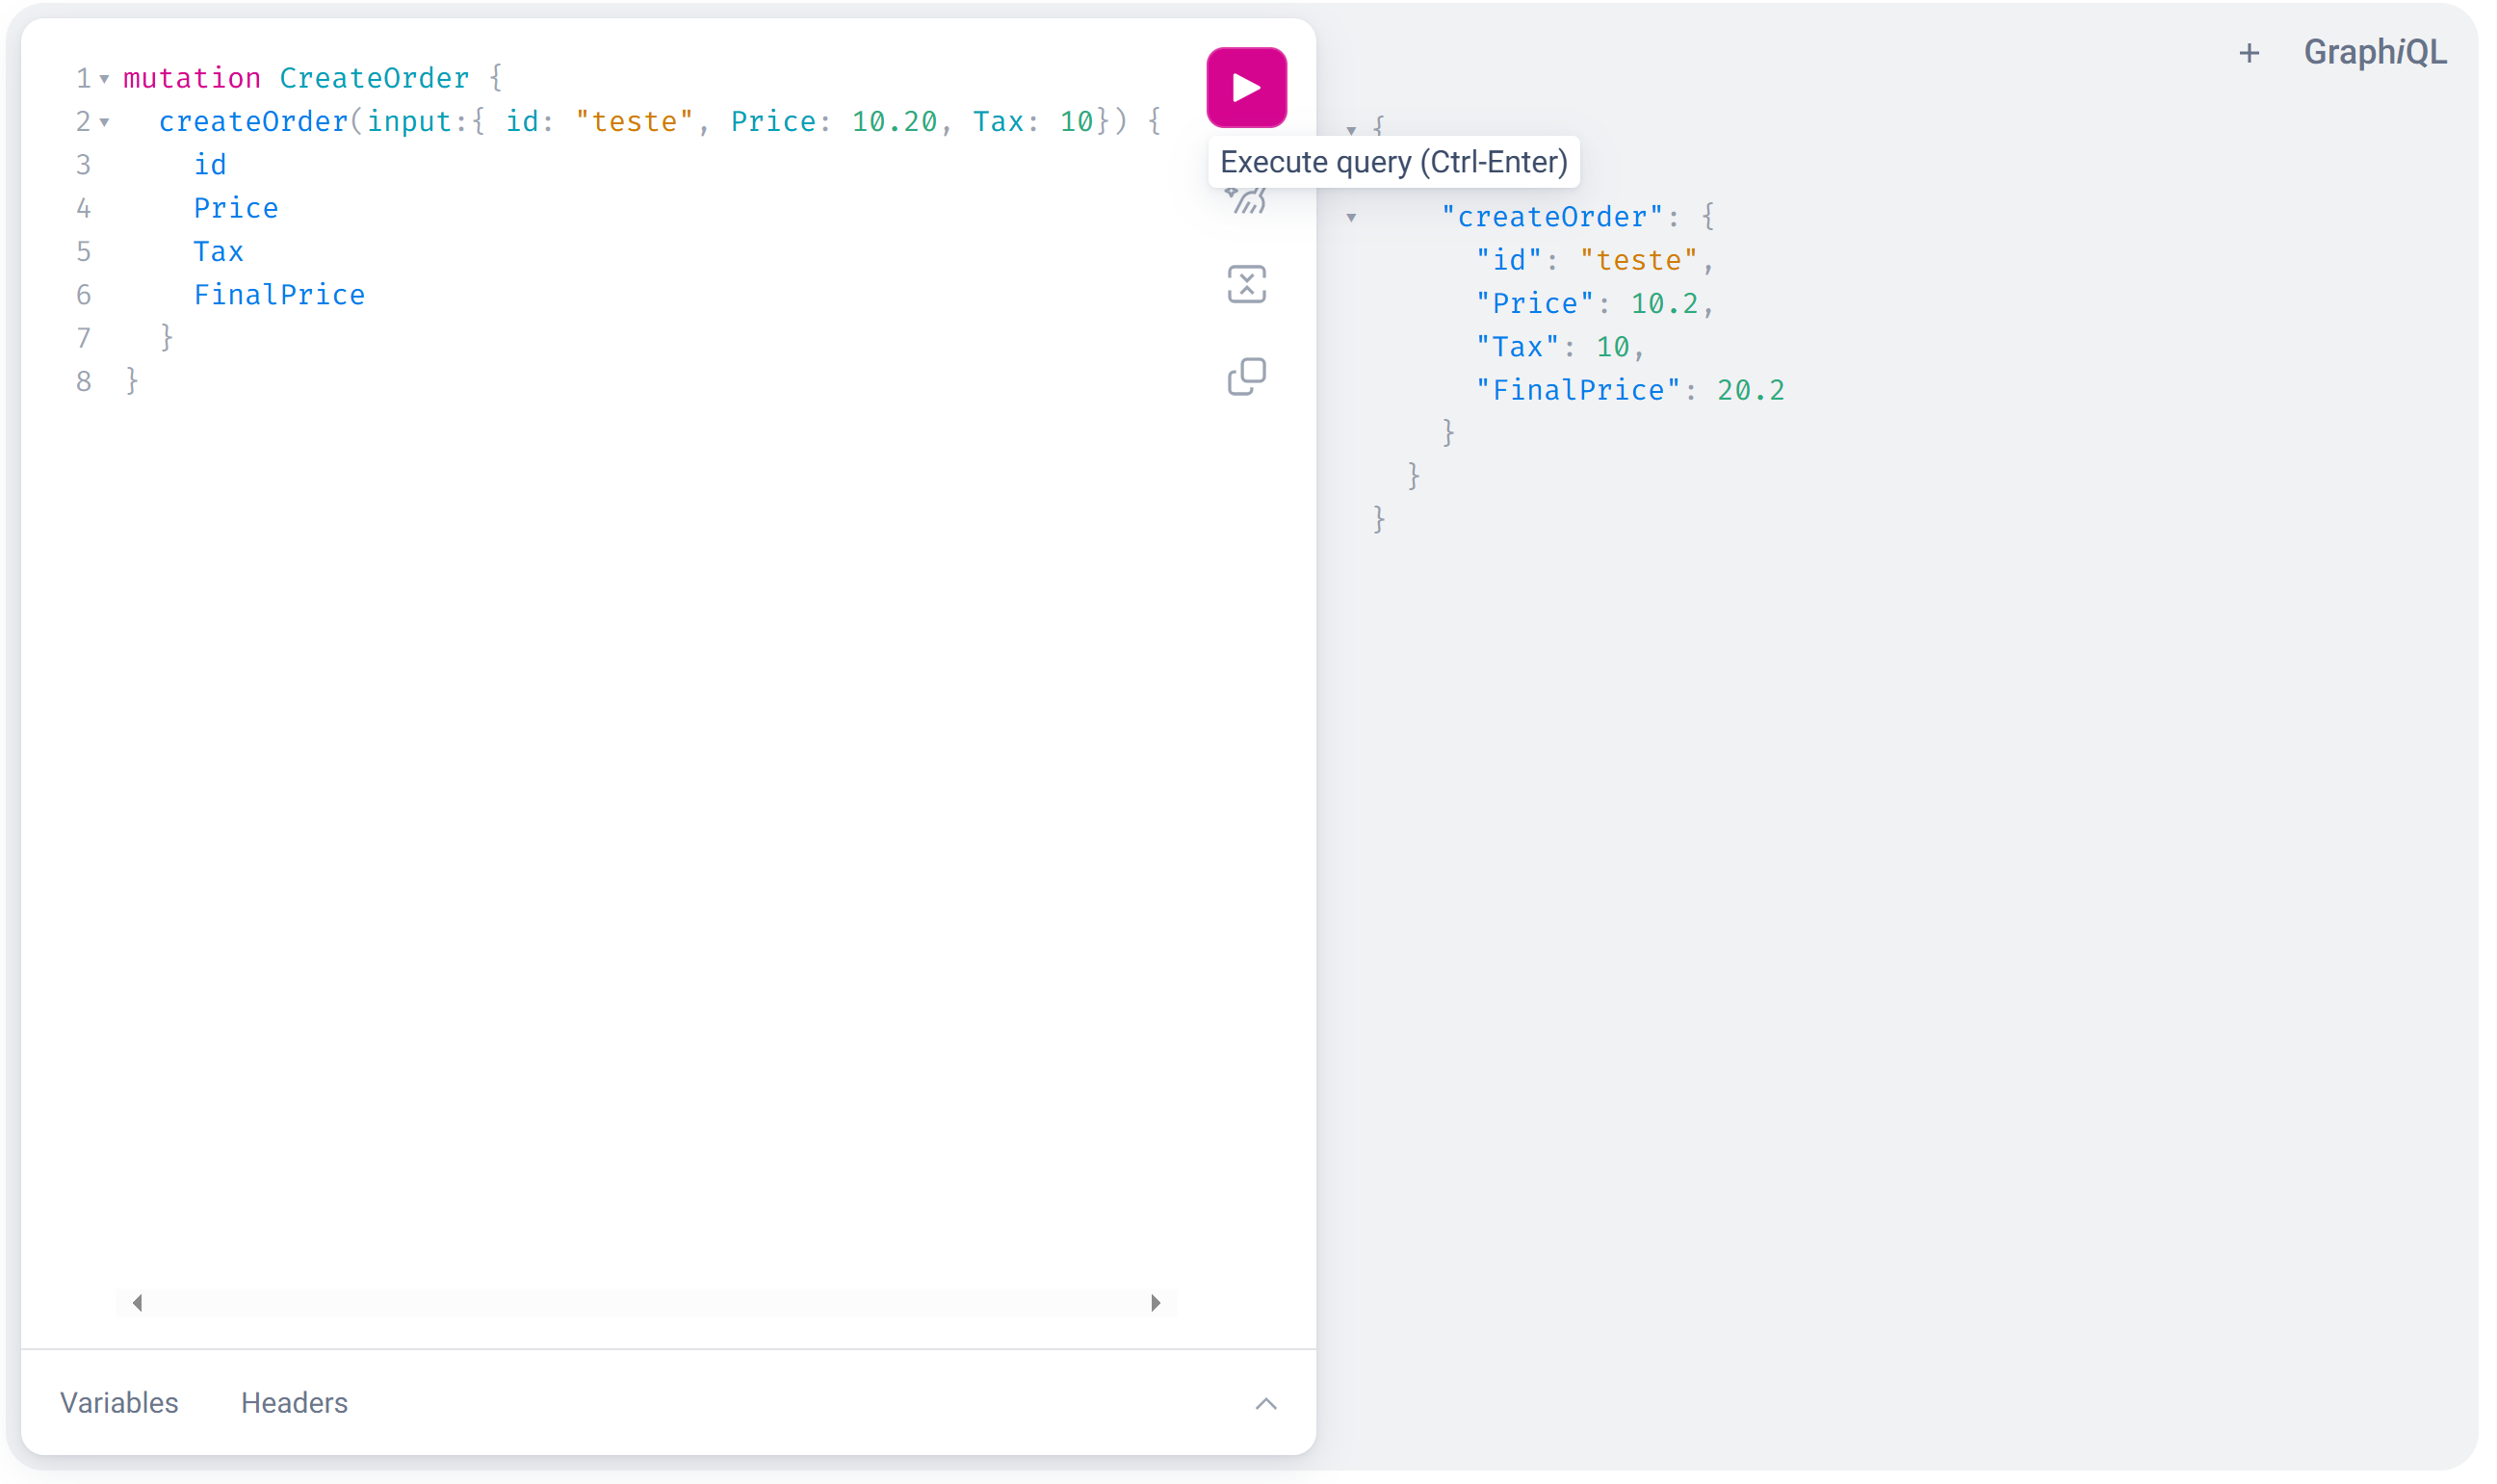 1 mutation CreateOrder {
2   createOrder(input:{ id: "teste", Price: 10.20, Tax: 10}) {
3     id
4     Price
5     Tax
6     FinalPrice
7   }
8 }
Execute query (Ctrl-Enter)
+ GraphiQL
{
    "createOrder": {
      "id": "teste",
      "Price": 10.2,
      "Tax": 10,
      "FinalPrice": 20.2
    }
  }
}
Variables Headers